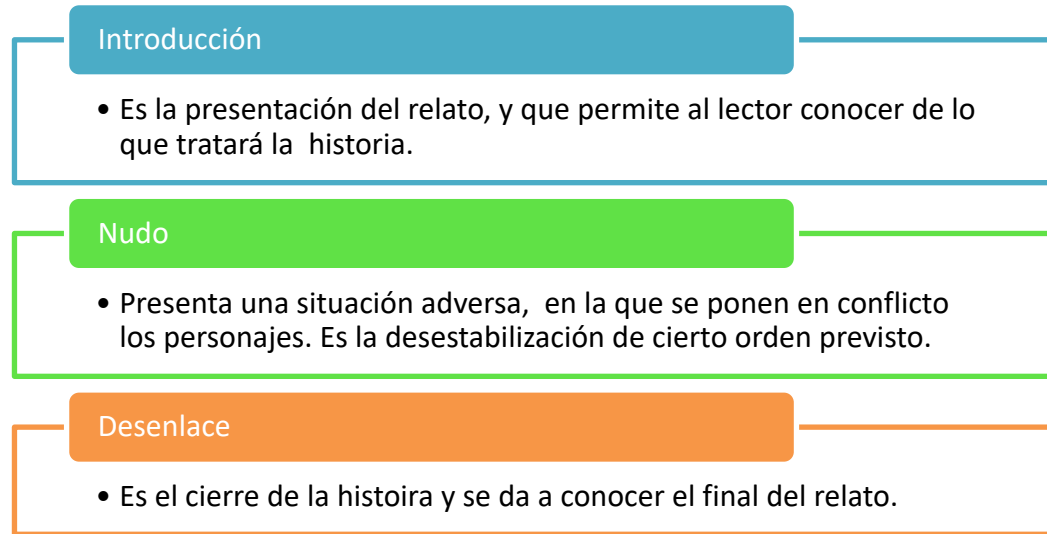 Introducción
• Es la presentación del relato, y que permite al lector conocer de lo
que tratará la  historia.
Nudo
• Presenta una situación adversa,  en la que se ponen en conflicto
los personajes. Es la desestabilización de cierto orden previsto.
Desenlace
• Es el cierre de la histoira y se da a conocer el final del relato.